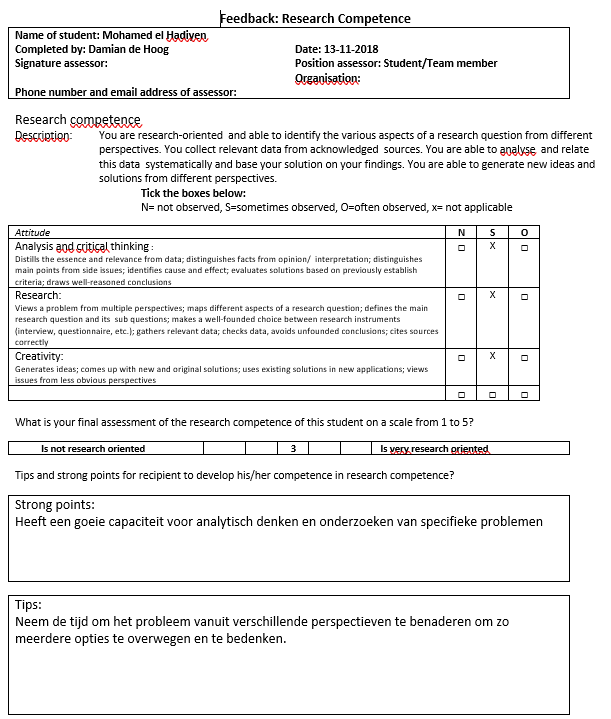 Feedback: Research Competence
Name of student: Mohamed el Hadiyen
Completed by: Damian de Hoog Date: 13-11-2018
Signature assessor: Position assessor: Student/Team member
Organisation:
Phone number and email address of assessor:
Research competence
Description: You are research-oriented and able to identify the various aspects of a research question from different
perspectives. You collect relevant data from acknowledged sources. You are able to analyse and relate
this data systematically and base your solution on your findings. You are able to generate new ideas and
solutions from different perspectives.
Tick the boxes below:
N= not observed, S=sometimes observed, O=often observed, x= not applicable
Attitude N S O
Analysis and critical thinking : □ X □
Distills the essence and relevance from data; distinguishes facts from opinion/ interpretation; distinguishes
main points from side issues; identifies cause and effect; evaluates solutions based on previously establish
criteria; draws well-reasoned conclusions
Research: □ X □
Views a problem from multiple perspectives; maps different aspects of a research question; defines the main
research question and its sub questions; makes a well-founded choice between research instruments
(interview, questionnaire, etc.); gathers relevant data; checks data, avoids unfounded conclusions; cites sources
correctly
Creativity: □ X □
Generates ideas; comes up with new and original solutions; uses existing solutions in new applications; views
issues from less obvious perspectives
□ □ □
What is your final assessment of the research competence of this student on a scale from 1 to 5?
Is not research oriented 3 Is very research oriented
Tips and strong points for recipient to develop his/her competence in research competence?
Strong points:
Heeft een goeie capaciteit voor analytisch denken en onderzoeken van specifieke problemen
Tips:
Neem de tijd om het probleem vanuit verschillende perspectieven te benaderen om zo
meerdere opties te overwegen en te bedenken.